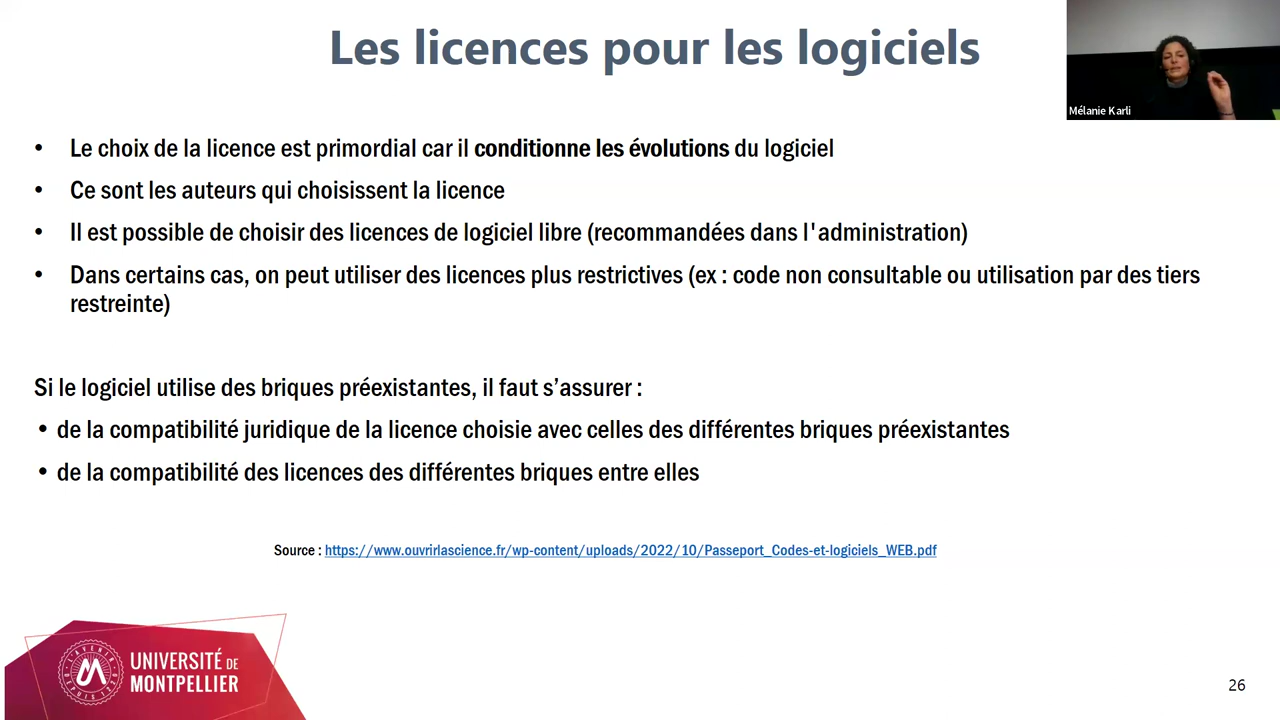 Les licences pour les logiciels
Mélanie Karli
• Le choix de la licence est primordial car il conditionne les évolutions du logiciel
• Ce sont les auteurs qui choisissent la licence
• Il est possible de choisir des licences de logiciel libre (recommandées dans l'administration)
• Dans certains cas, on peut utiliser des licences plus restrictives (ex : code non consultable ou utilisation par des tiers
restreinte)
Si le logiciel utilise des briques préexistantes, il faut s’assurer :
• de la compatibilité juridique de la licence choisie avec celles des différentes briques préexistantes
• de la compatibilité des licences des différentes briques entre elles
Source : https://www.ouvrirlascience.fr/wp-content/uploads/2022/10/Passeport_Codes-et-logiciels_WEB.pdf
UNIVERSITÉ DE
MONTPELLIER
26